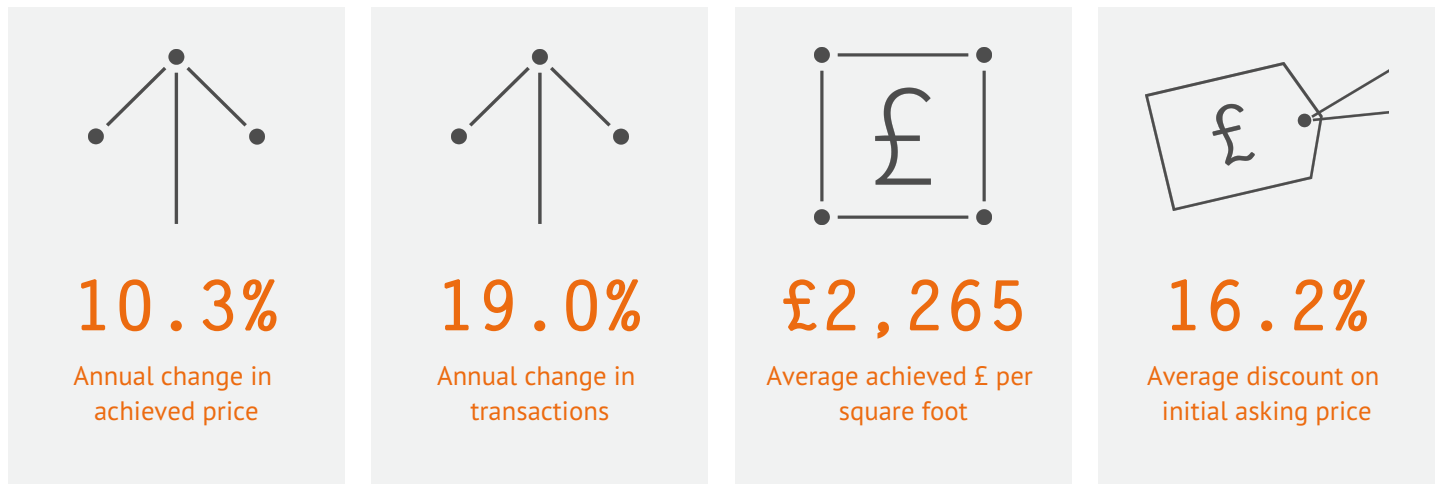 £
£
10.3%
19.0%
£2,265
16.2%
Annual change in
achieved price
Annual change in
transactions
Average achieved £ per
square foot
Average discount on
initial asking price